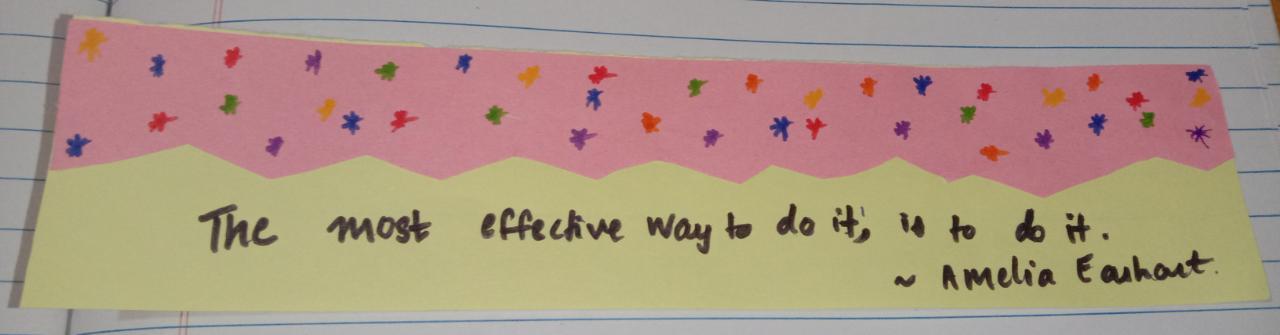 The most effective way to do it, is to do it.
~ Amelia Earhart.